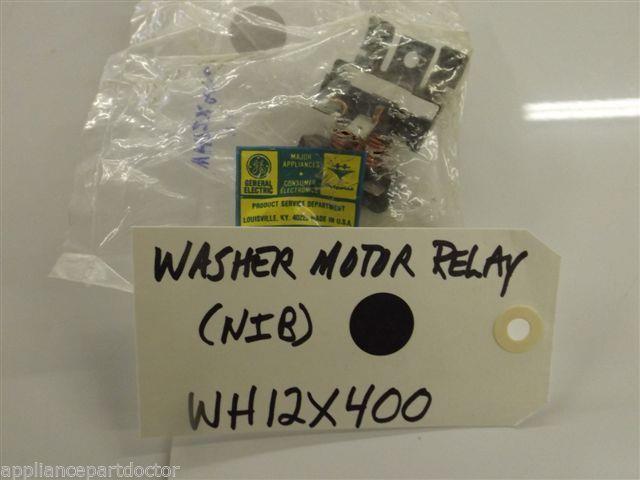 GENERAL
ELECTRIC
MAJOR
APPLIANCES
CONSUMER
ELECTRONICS
PRODUCT SERVICE DEPARTMENT
LOUISVILLE, KY. 40225 MADE IN U.S.A.
WASHER MOTOR RELAY
(NIB)
WH12X400
appliancepartdoctor